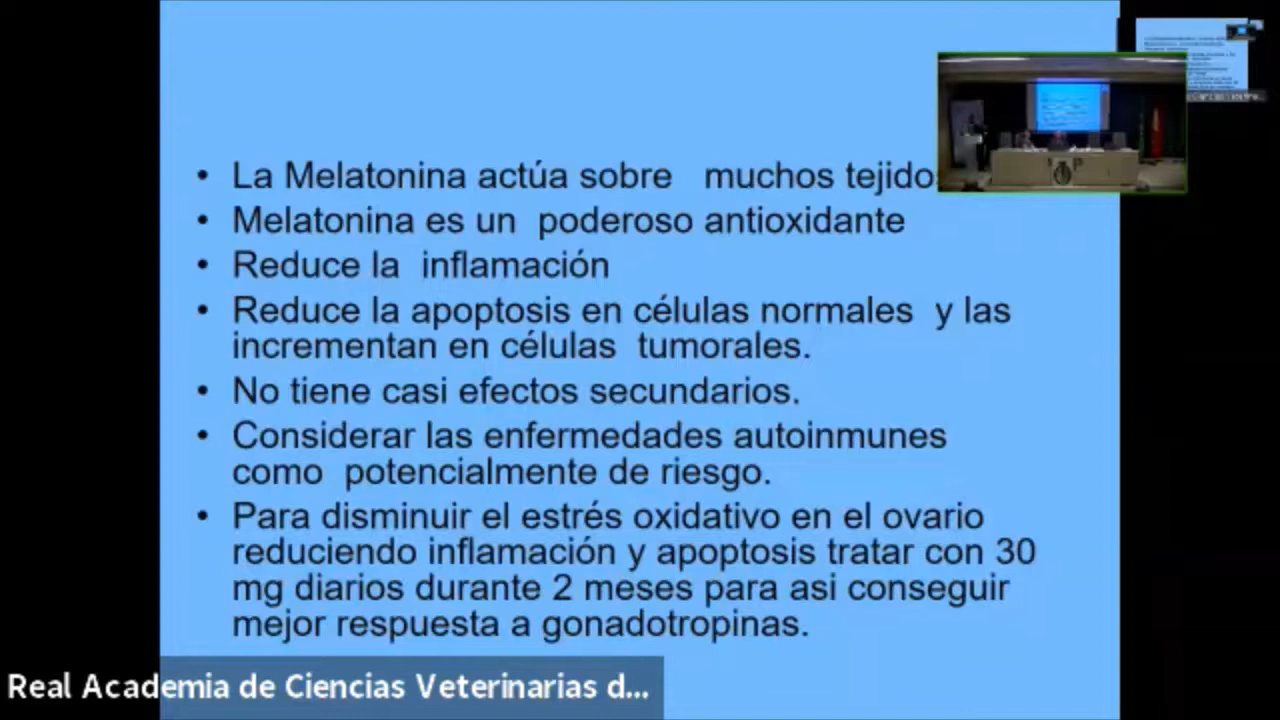 • La Melatonina actúa sobre muchos tejidos
• Melatonina es un poderoso antioxidante
• Reduce la inflamación
• Reduce la apoptosis en células normales y las
incrementan en células tumorales.
• No tiene casi efectos secundarios.
• Considerar las enfermedades autoinmunes
como potencialmente de riesgo.
• Para disminuir el estrés oxidativo en el ovario
reduciendo inflamación y apoptosis tratar con 30
mg diarios durante 2 meses para asi conseguir
mejor respuesta a gonadotropinas.
Real Academia de Ciencias Veterinarias d...